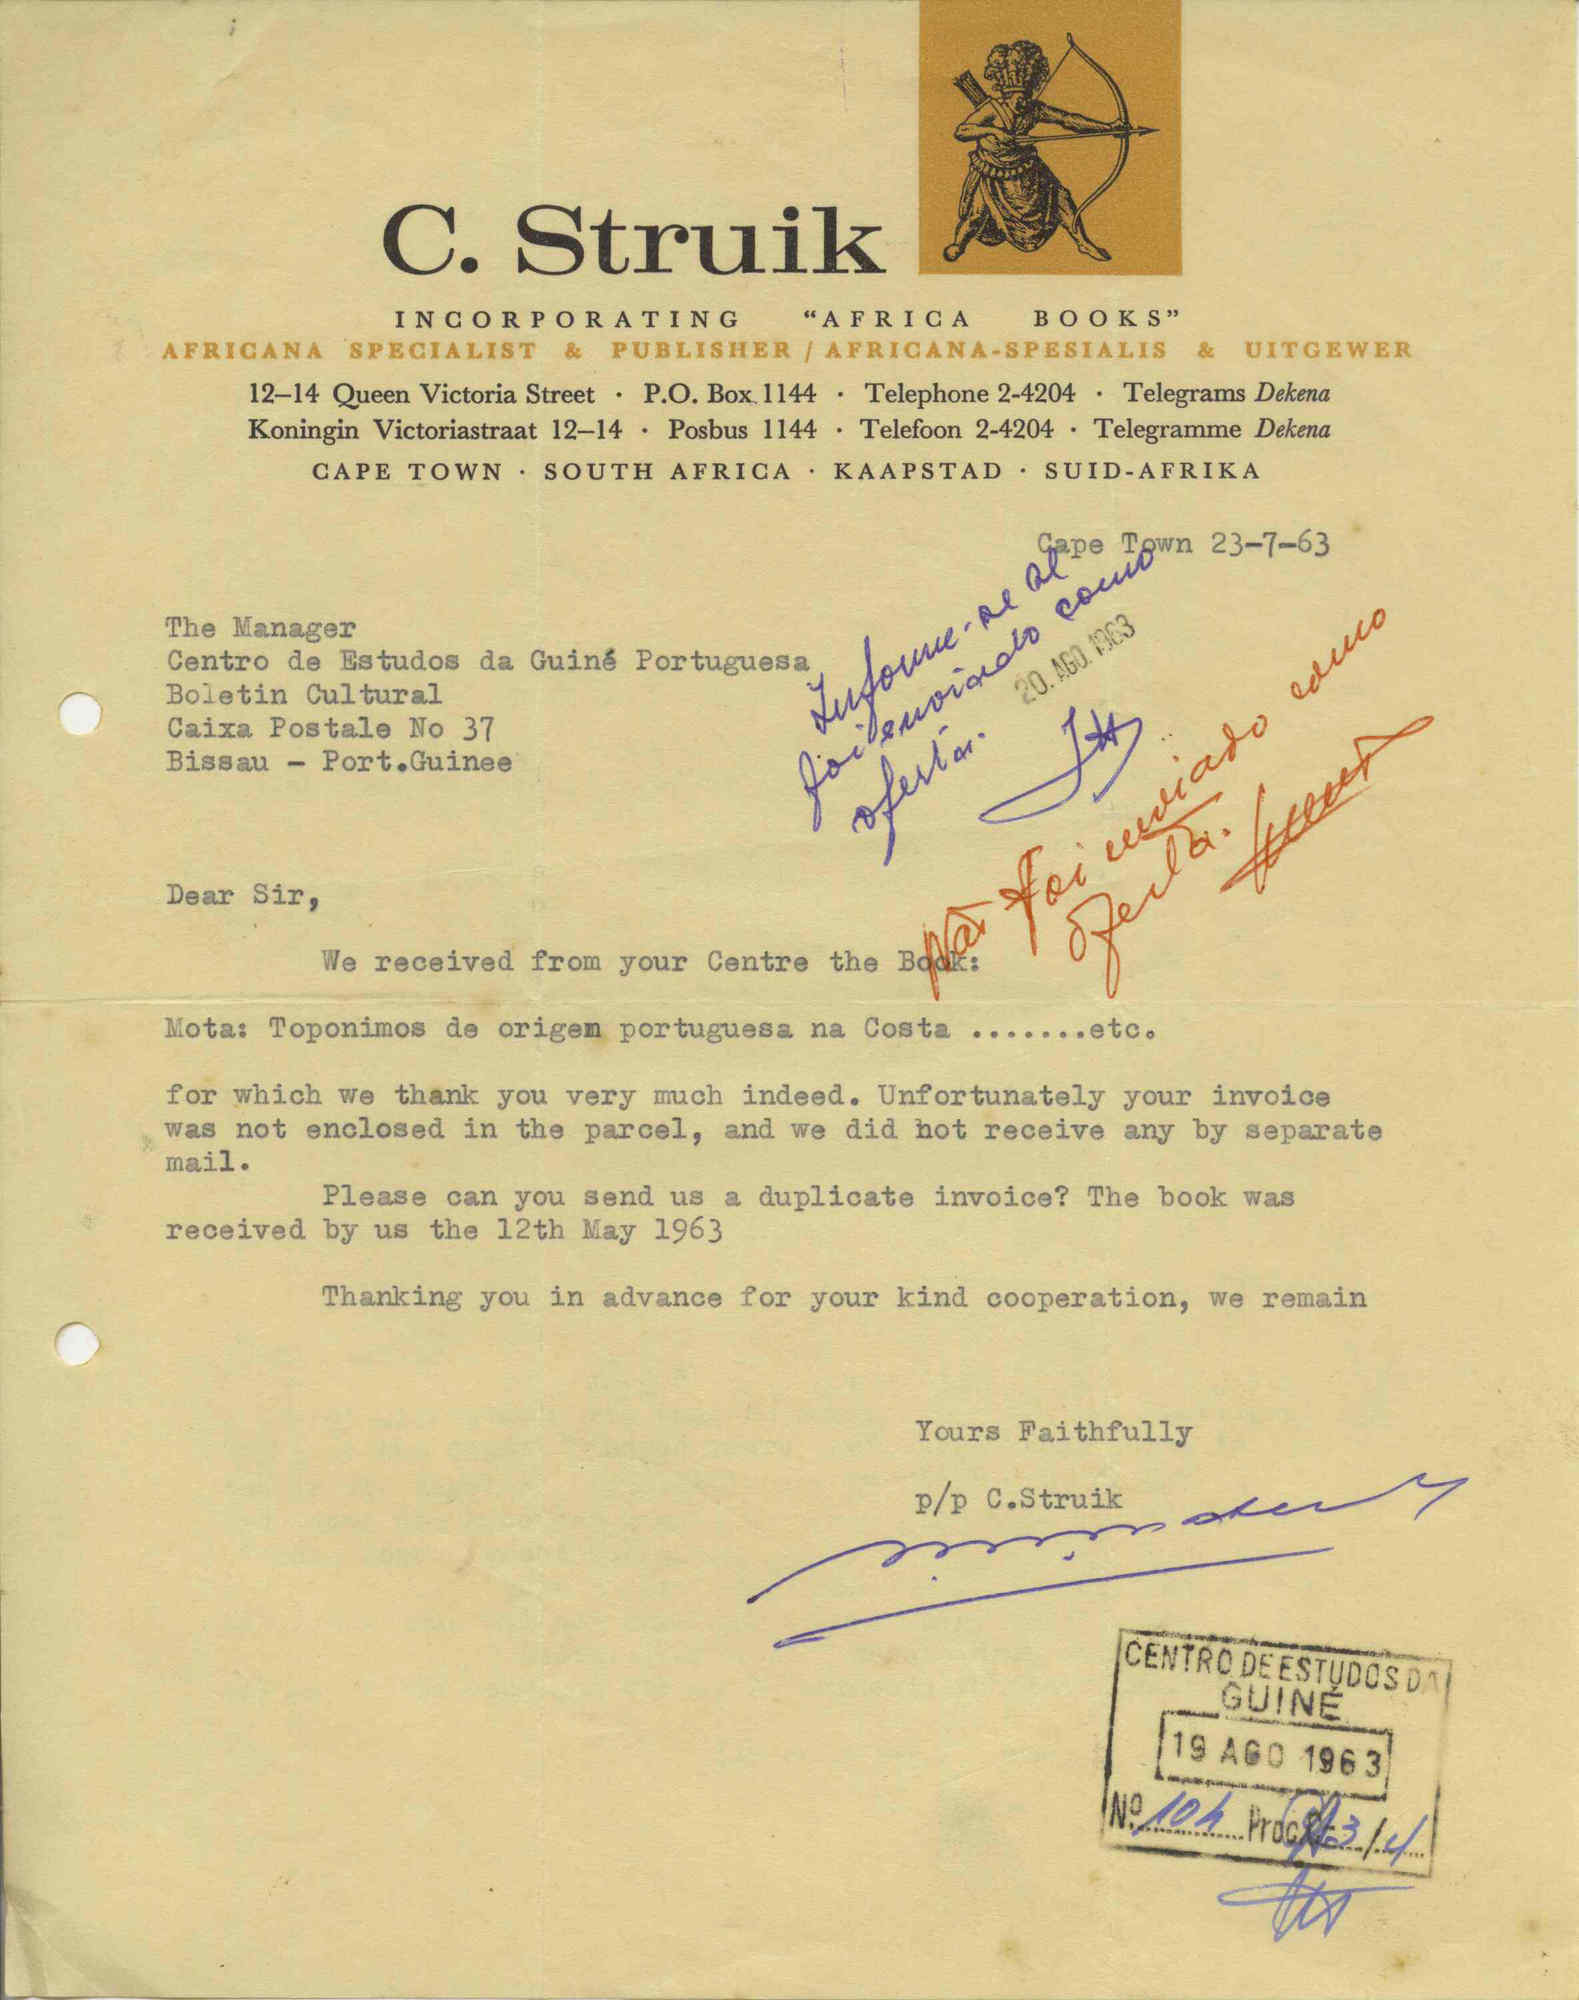 C. Struik
INCORPORATING "AFRICA BOOKS"
AFRICANA SPECIALIST & PUBLISHER / AFRICANA-SPESIALIS & UITGEWER
12–14 Queen Victoria Street · P.O. Box 1144 · Telephone 2-4204 · Telegrams Dekena
Koningin Victoriastraat 12–14 · Posbus 1144 · Telefoon 2-4204 · Telegramme Dekena
CAPE TOWN · SOUTH AFRICA · KAAPSTAD · SUID-AFRIKA
Cape Town 23-7-63
Informe-se
foi enviado como
oferta.
20. AGO. 1963
The Manager
Centro de Estudos da Guiné Portuguesa
Boletin Cultural
Caixa Postale No 37
Bissau - Port.Guinee
foi enviado como
oferta.
Dear Sir,
We received from your Centre the Book:
Mota: Toponimos de origem portuguesa na Costa .......etc.
for which we thank you very much indeed. Unfortunately your invoice
was not enclosed in the parcel, and we did hot receive any by separate
mail.
Please can you send us a duplicate invoice? The book was
received by us the 12th May 1963
Thanking you in advance for your kind cooperation, we remain
Yours Faithfully
p/p C.Struik
CENTRO DE ESTUDOS DA
GUINÉ
19 AGO 1963
Nº 104 Proc